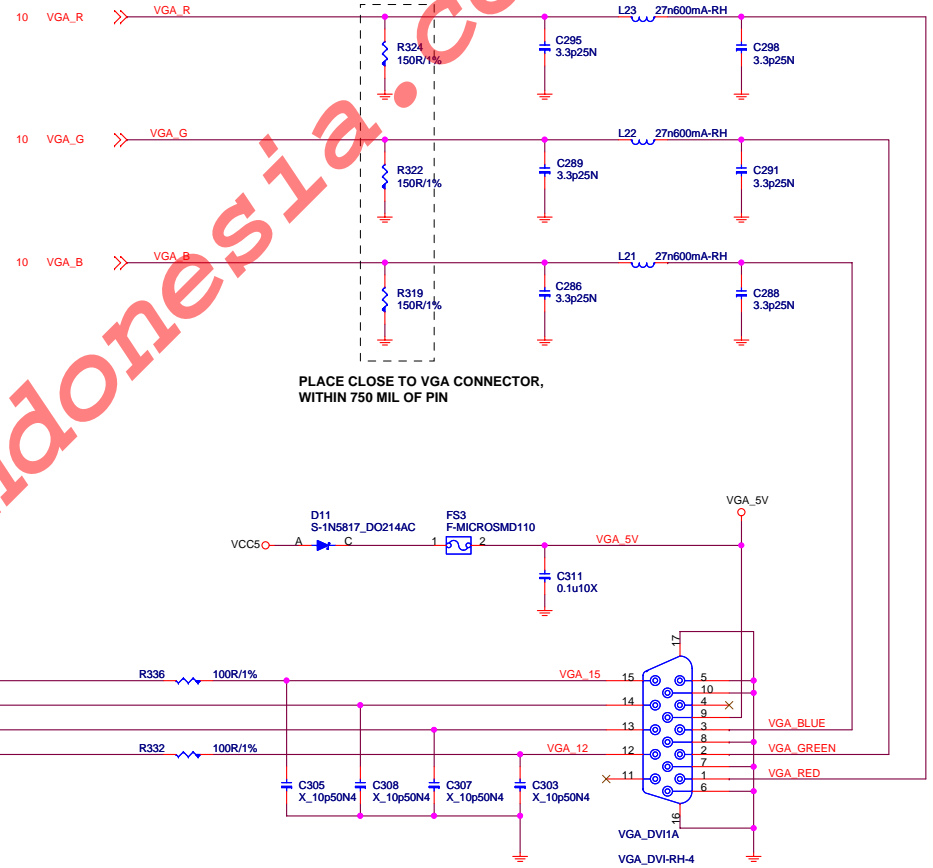 10 VGA_R VGA_R L23 27n600mA-RH
R324
150R/1%
C295
3.3p25N
C298
3.3p25N
10 VGA_G VGA_G L22 27n600mA-RH
R322
150R/1%
C289
3.3p25N
C291
3.3p25N
10 VGA_B VGA_B L21 27n600mA-RH
R319
150R/1%
C286
3.3p25N
C288
3.3p25N
PLACE CLOSE TO VGA CONNECTOR,
WITHIN 750 MIL OF PIN
VGA_5V
D11
S-1N5817_DO214AC
FS3
F-MICROSMD110
VCC5 A C 1 2 VGA_5V
C311
0.1u10X
17
R336 100R/1% VGA_15 15 5
10
14 4
9
13 3 VGA_BLUE
8
R332 100R/1% VGA_12 12 2 VGA_GREEN
7
11 1 VGA_RED
6
C305
X_10p50N4
C308
X_10p50N4
C307
X_10p50N4
C303
X_10p50N4
16
VGA_DVI1A
VGA_DVI-RH-4
ndonesia.c